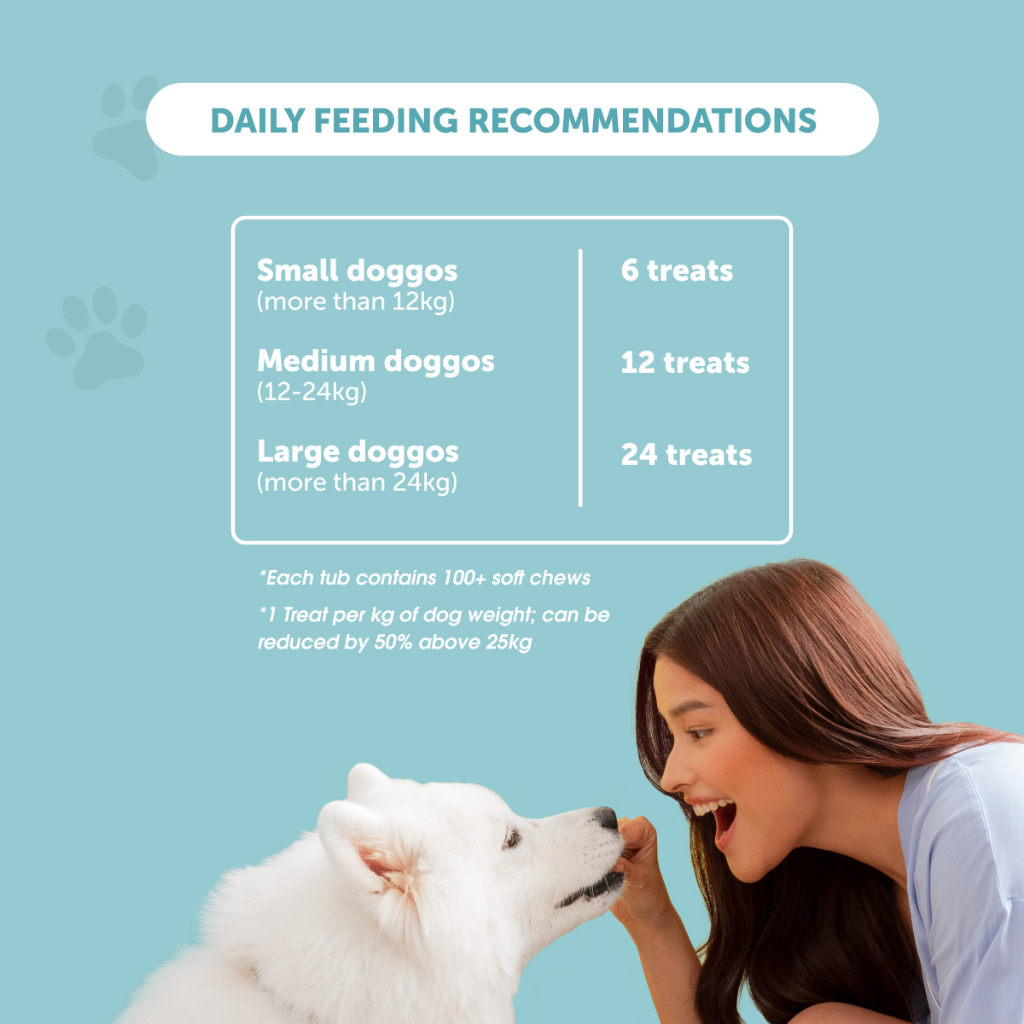 DAILY FEEDING RECOMMENDATIONS
Small doggos
(more than 12kg)
6 treats
Medium doggos
(12-24kg)
12 treats
Large doggos
(more than 24kg)
24 treats
*Each tub contains 100+ soft chews
*1 Treat per kg of dog weight; can be
reduced by 50% above 25kg